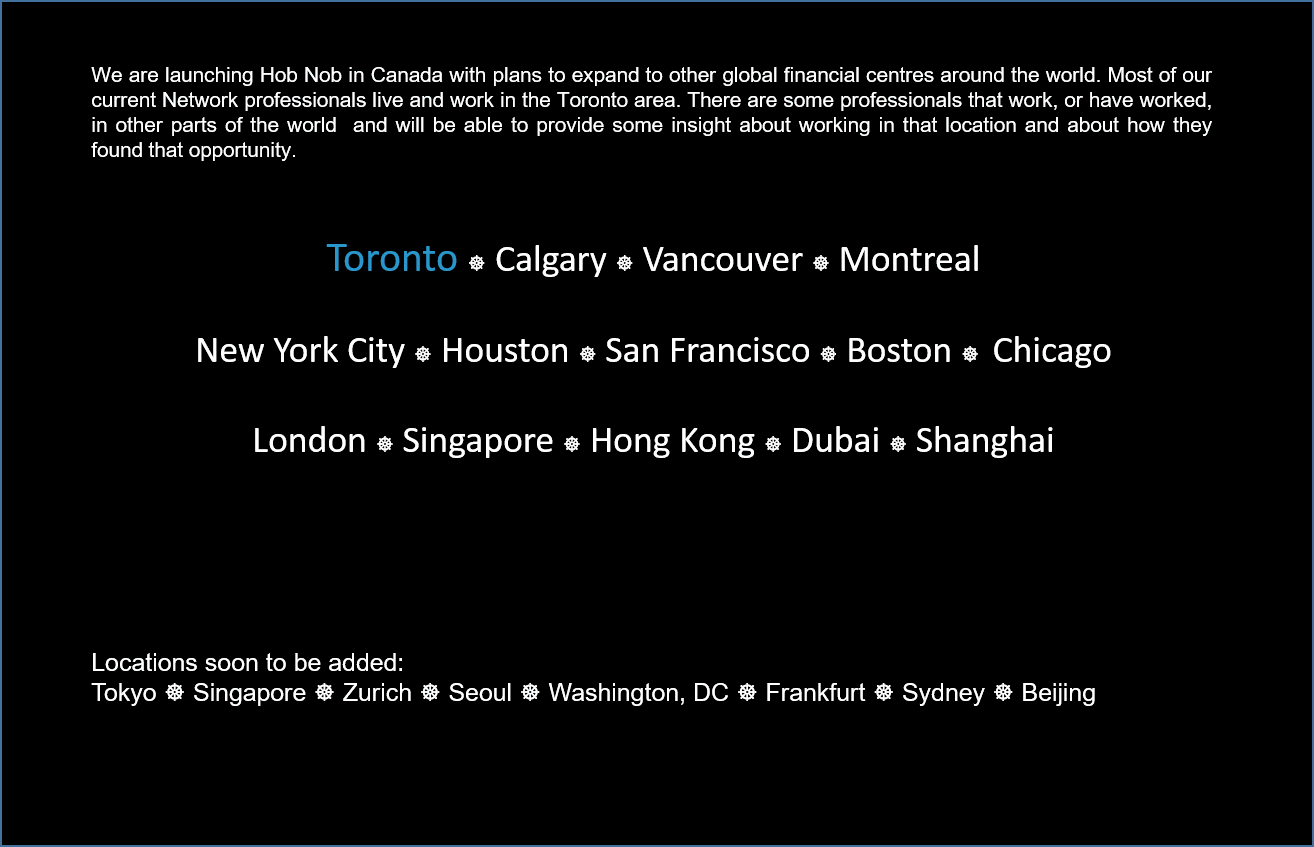 We are launching Hob Nob in Canada with plans to expand to other global financial centres around the world. Most of our
current Network professionals live and work in the Toronto area. There are some professionals that work, or have worked,
in other parts of the world  and will be able to provide some insight about working in that location and about how they
found that opportunity.
Toronto ☸ Calgary ☸ Vancouver ☸ Montreal
New York City ☸ Houston ☸ San Francisco ☸ Boston ☸ Chicago
London ☸ Singapore ☸ Hong Kong ☸ Dubai ☸ Shanghai
Locations soon to be added:
Tokyo ☸ Singapore ☸ Zurich ☸ Seoul ☸ Washington, DC ☸ Frankfurt ☸ Sydney ☸ Beijing